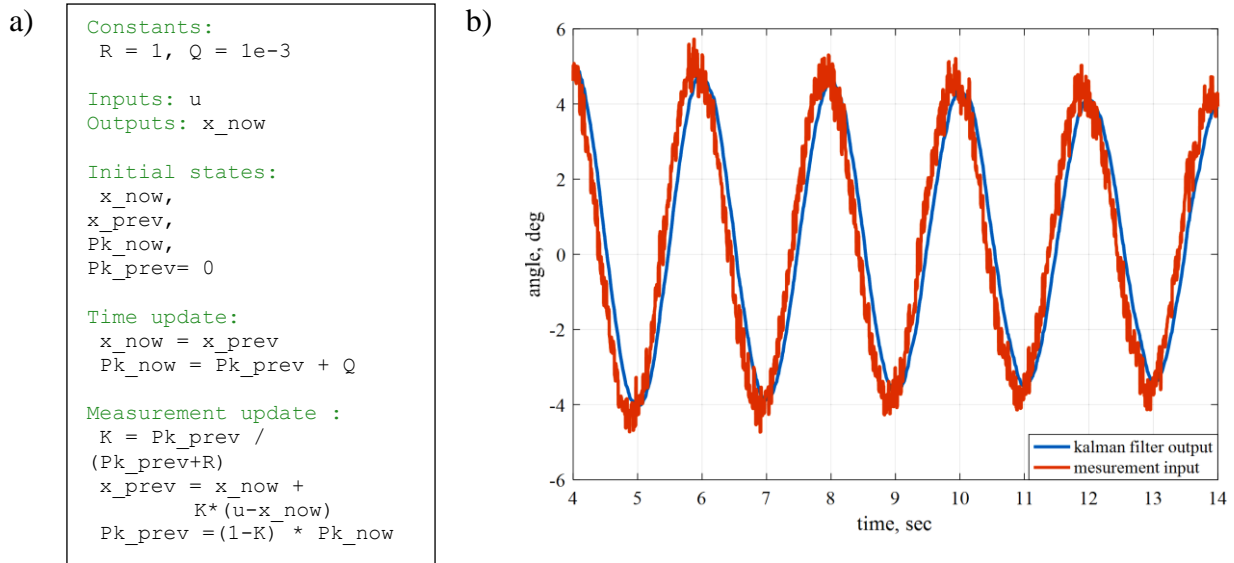 a)
Constants:
R = 1, Q = 1e-3
Inputs: u
Outputs: x_now
Initial states:
x_now,
x_prev,
Pk_now,
Pk_prev= 0
Time update:
x_now = x_prev
Pk_now = Pk_prev + Q
Measurement update :
K = Pk_prev /
(Pk_prev+R)
x_prev = x_now +
K*(u-x_now)
Pk_prev =(1-K) * Pk_now
b)
6
4
2
0
-2
-4
-6
angle, deg
kalman filter output
mesurement input
4 5 6 7 8 9 10 11 12 13 14
time, sec